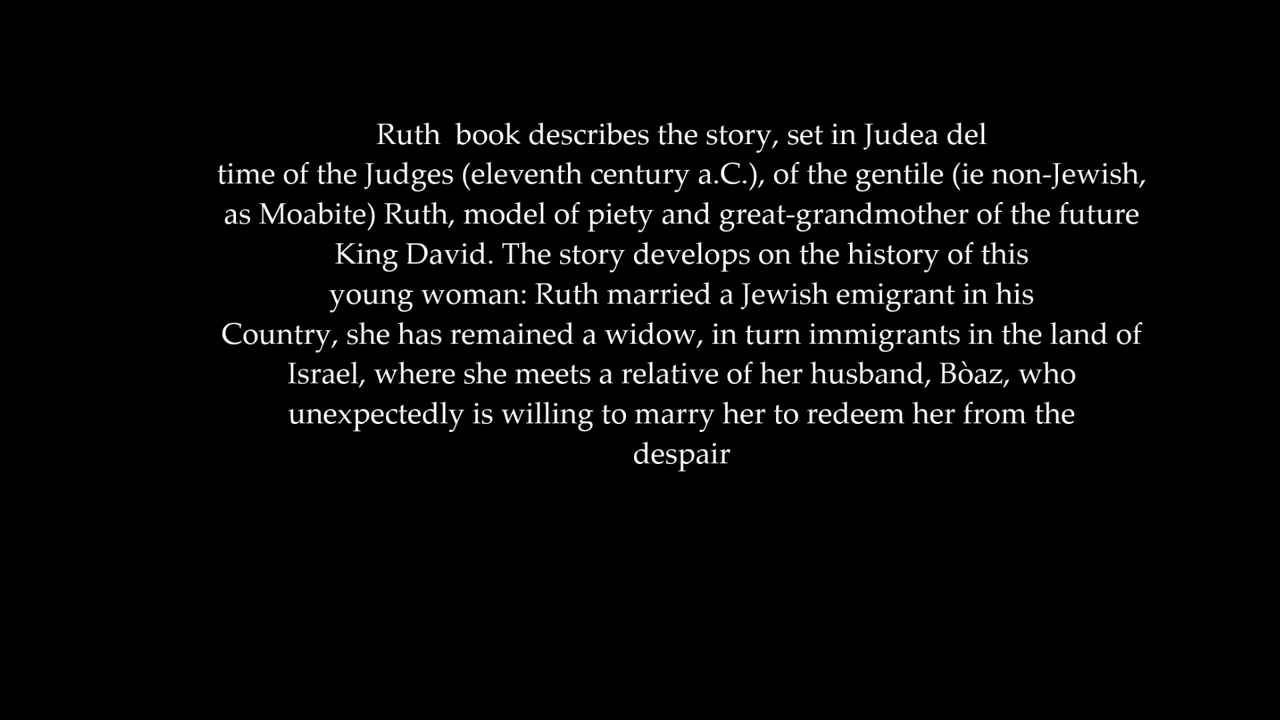 Ruth  book describes the story, set in Judea del
time of the Judges (eleventh century a.C.), of the gentile (ie non-Jewish,
as Moabite) Ruth, model of piety and great-grandmother of the future
King David. The story develops on the history of this
young woman: Ruth married a Jewish emigrant in his
Country, she has remained a widow, in turn immigrants in the land of
Israel, where she meets a relative of her husband, Bòaz, who
unexpectedly is willing to marry her to redeem her from the
despair